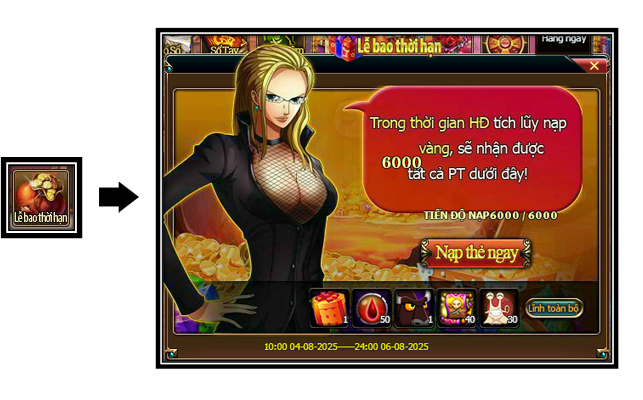 Sổ Tay
Hằng ngày
Lễ bao thời hạn
Trong thời gian HĐ tích lũy nạp
6000 vàng, sẽ nhận được
tất cả PT dưới đây!
TIẾN ĐỘ NẠP6000 / 6000
Lễ bao thời hạn
Nạp thẻ ngay
1
50
1
40
30
Lĩnh toàn bộ
10:00 04-08-2025——24:00 06-08-2025